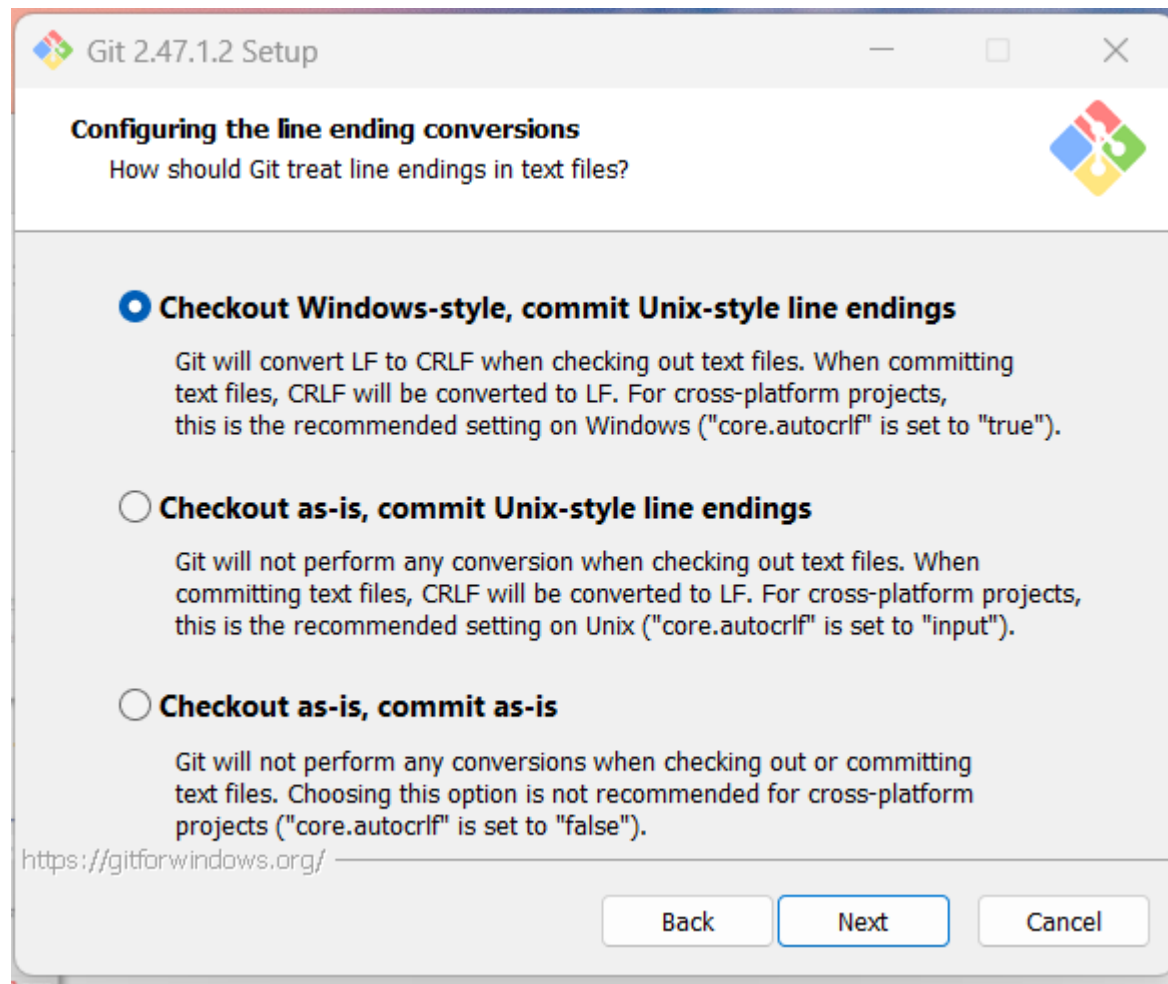 Git 2.47.1.2 Setup
Configuring the line ending conversions
How should Git treat line endings in text files?
Checkout Windows-style, commit Unix-style line endings
Git will convert LF to CRLF when checking out text files. When committing
text files, CRLF will be converted to LF. For cross-platform projects,
this is the recommended setting on Windows ("core.autocrlf" is set to "true").
Checkout as-is, commit Unix-style line endings
Git will not perform any conversion when checking out text files. When
committing text files, CRLF will be converted to LF. For cross-platform projects,
this is the recommended setting on Unix ("core.autocrlf" is set to "input").
Checkout as-is, commit as-is
Git will not perform any conversions when checking out or committing
text files. Choosing this option is not recommended for cross-platform
projects ("core.autocrlf" is set to "false").
https://gitforwindows.org/
Back Next Cancel